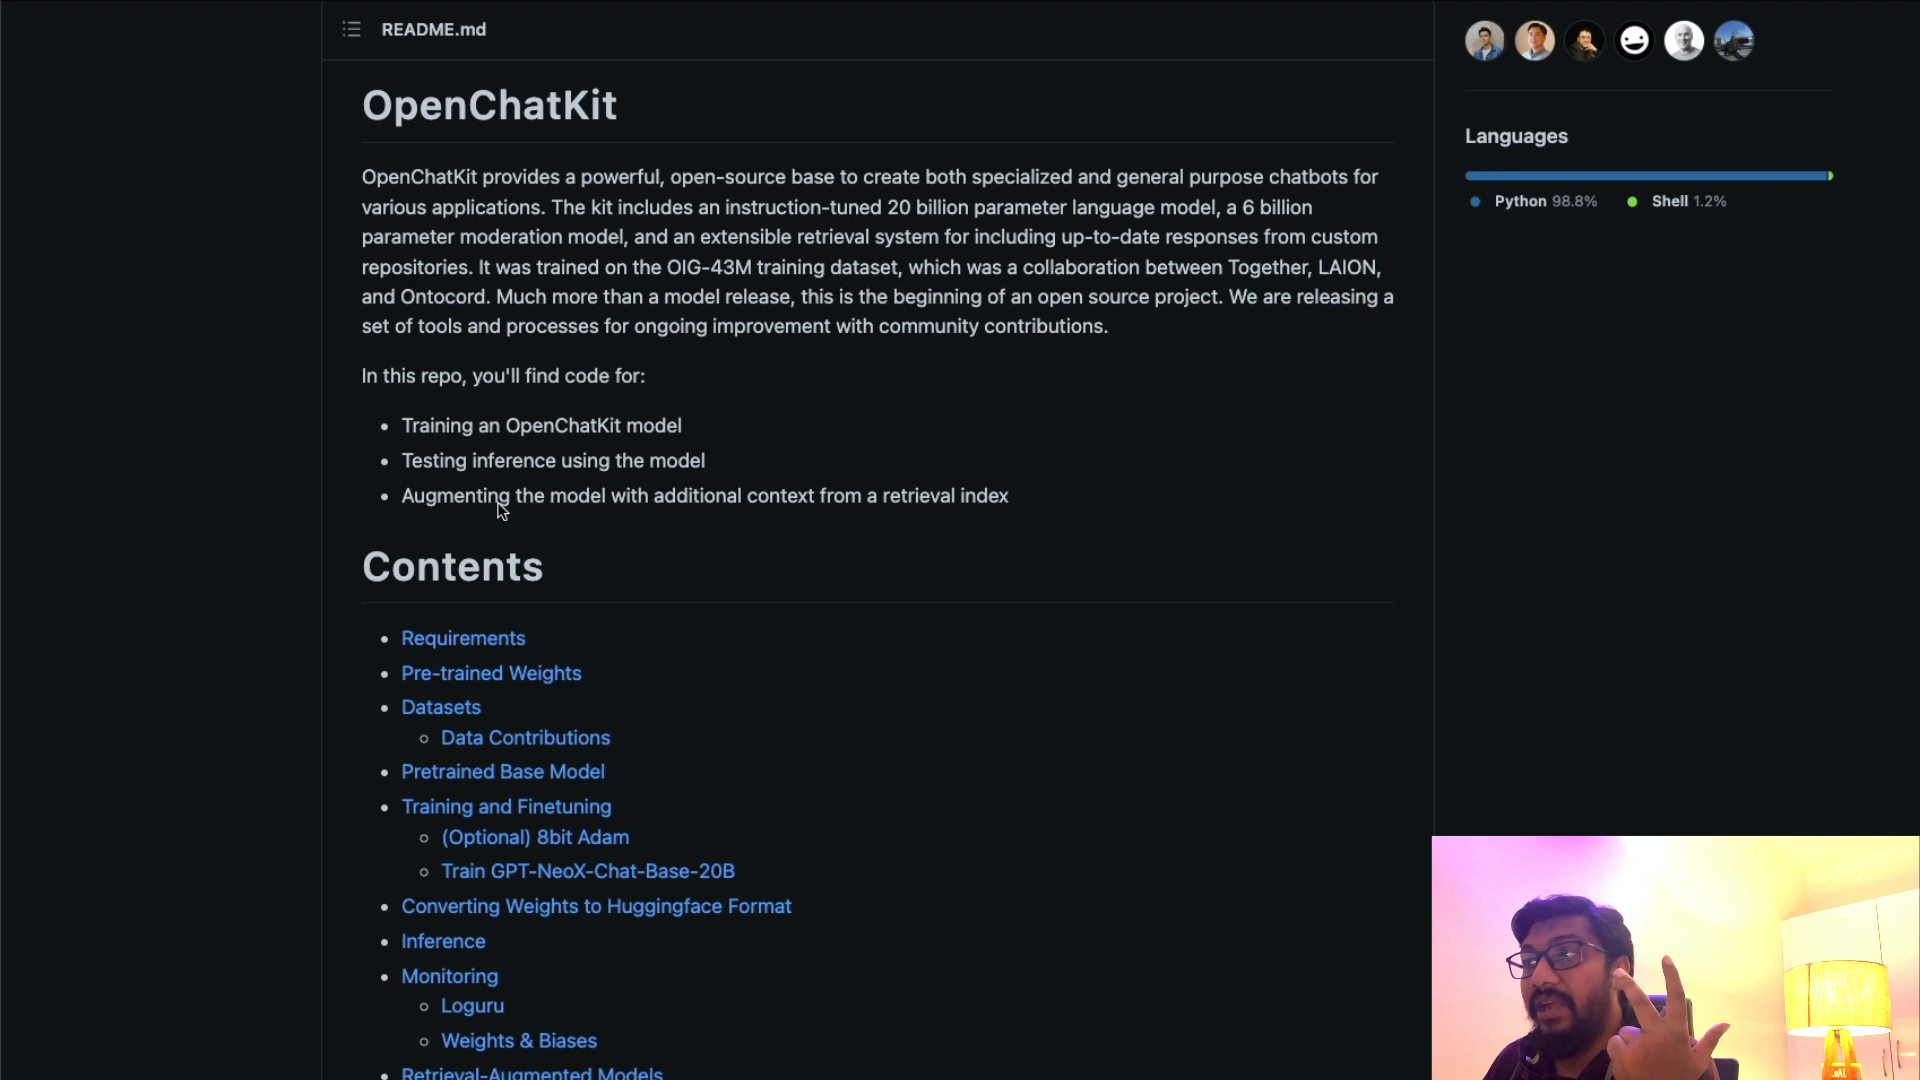 README.md
OpenChatKit
OpenChatKit provides a powerful, open-source base to create both specialized and general purpose chatbots for
various applications. The kit includes an instruction-tuned 20 billion parameter language model, a 6 billion
parameter moderation model, and an extensible retrieval system for including up-to-date responses from custom
repositories. It was trained on the OIG-43M training dataset, which was a collaboration between Together, LAION,
and Ontocord. Much more than a model release, this is the beginning of an open source project. We are releasing a
set of tools and processes for ongoing improvement with community contributions.
In this repo, you'll find code for:
Training an OpenChatKit model
Testing inference using the model
Augmenting the model with additional context from a retrieval index
Contents
Requirements
Pre-trained Weights
Datasets
Data Contributions
Pretrained Base Model
Training and Finetuning
(Optional) 8bit Adam
Train GPT-NeoX-Chat-Base-20B
Converting Weights to Huggingface Format
Inference
Monitoring
Loguru
Weights & Biases
Retrieval-Augmented Models
Languages
Python 98.8% Shell 1.2%